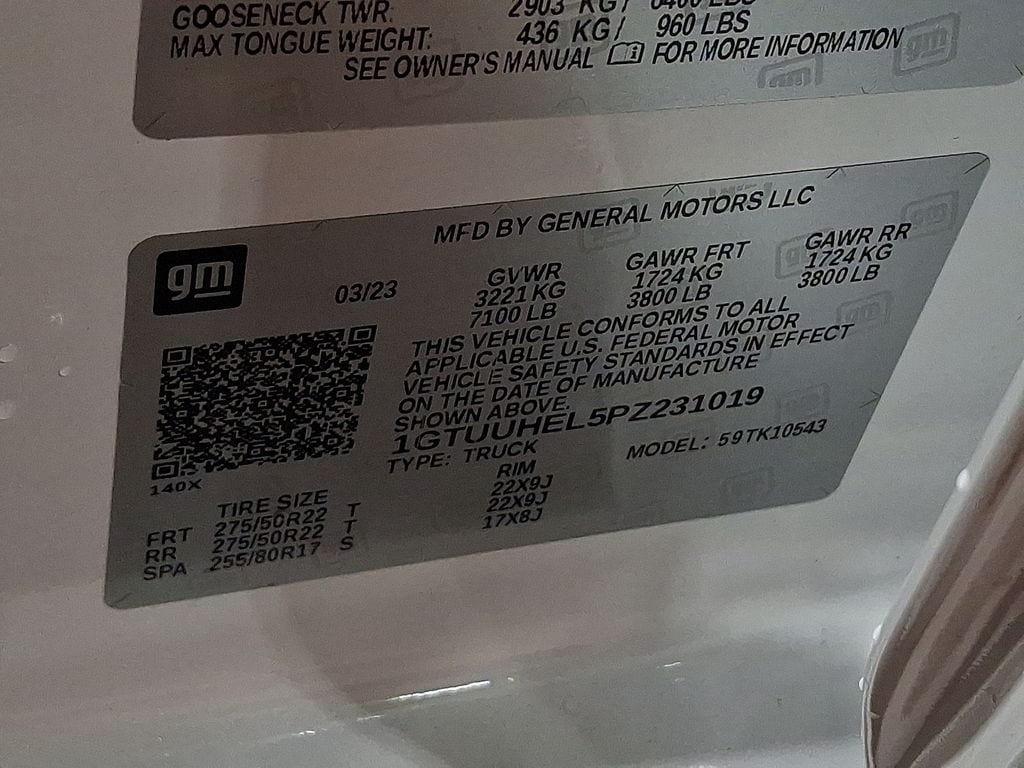 GOOSENECK TWR: 2903 KG/ 6400 LBS
MAX TONGUE WEIGHT: 436 KG/ 960 LBS
SEE OWNER'S MANUAL FOR MORE INFORMATION
MFD BY GENERAL MOTORS LLC
gm
03/23
GVWR GAWR FRT GAWR RR
3221 KG 1724 KG 1724 KG
7100 LB 3800 LB 3800 LB
THIS VEHICLE CONFORMS TO ALL
APPLICABLE U.S. FEDERAL MOTOR
VEHICLE SAFETY STANDARDS IN EFFECT
ON THE DATE OF MANUFACTURE
SHOWN ABOVE.
1GTUUHEL5PZ231019
TYPE: TRUCK MODEL: 59TK10543
140X
TIRE SIZE RIM
FRT 275/50R22 T 22X9J
RR 275/50R22 T 22X9J
SPA 255/80R17 S 17X8J